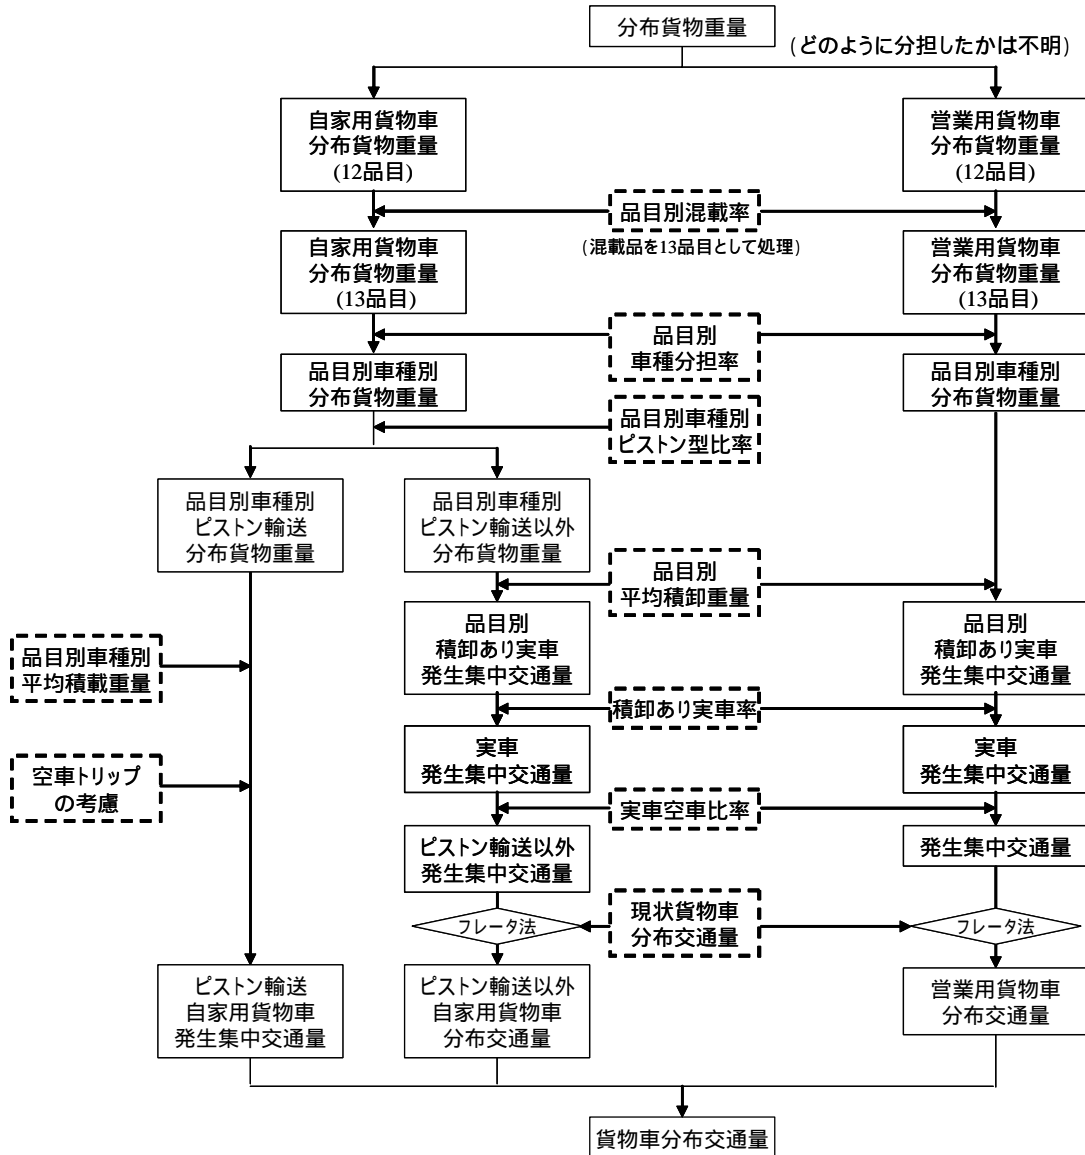 分布貨物重量
(どのように分担したかは不明)
自家用貨物車
分布貨物重量
(12品目)
営業用貨物車
分布貨物重量
(12品目)
品目別混載率
(混載品を13品目として処理)
自家用貨物車
分布貨物重量
(13品目)
営業用貨物車
分布貨物重量
(13品目)
品目別
車種分担率
品目別車種別
分布貨物重量
品目別車種別
分布貨物重量
品目別車種別
ピストン型比率
品目別車種別
ピストン輸送
分布貨物重量
品目別車種別
ピストン輸送以外
分布貨物重量
品目別
平均積卸重量
品目別
積卸あり実車
発生集中交通量
品目別
積卸あり実車
発生集中交通量
品目別車種別
平均積載重量
積卸あり実車率
実車
発生集中交通量
実車
発生集中交通量
空車トリップ
の考慮
実車空車比率
ピストン輸送以外
発生集中交通量
発生集中交通量
フレータ法
現状貨物車
分布交通量
フレータ法
ピストン輸送
自家用貨物車
発生集中交通量
ピストン輸送以外
自家用貨物車
分布交通量
営業用貨物車
分布交通量
貨物車分布交通量